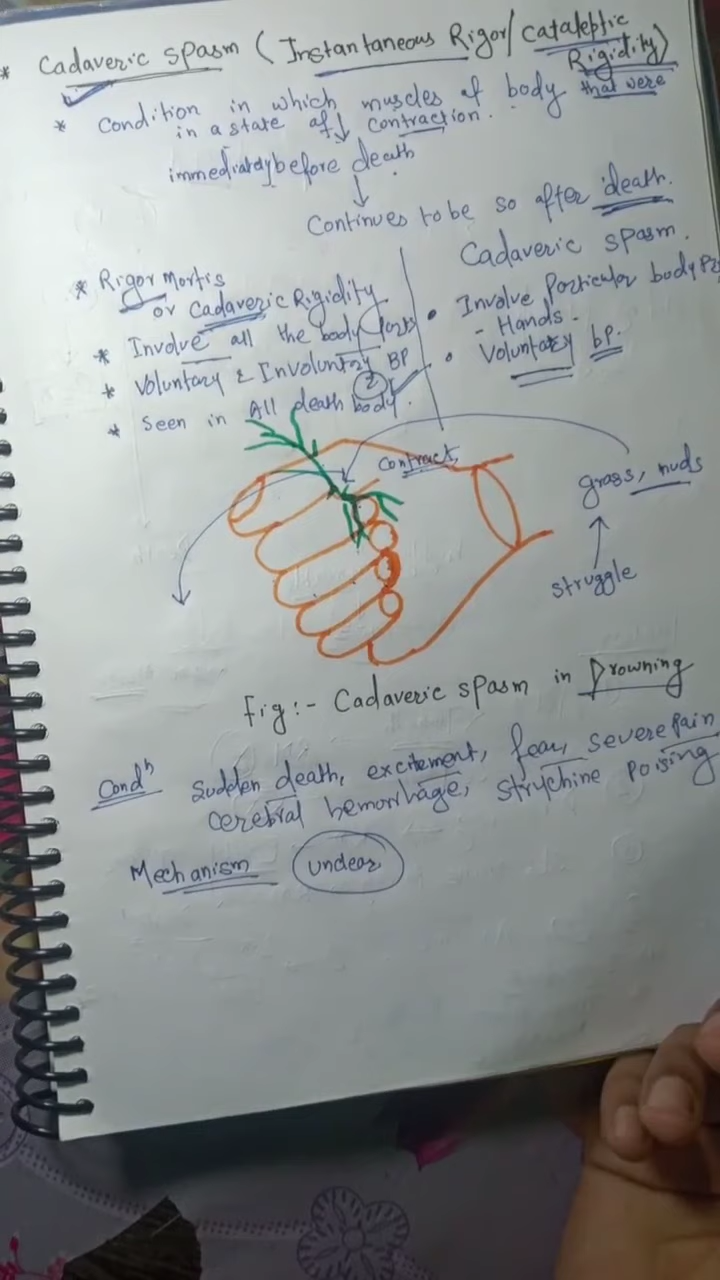 * Cadaveric spasm (Instantaneous Rigor/Cataleptic
Rigidity)
* Condition in which muscles of body that were
in a state of contraction.
immediately before death
Continues to be so after death.
* Rigor Mortis
or Cadaveric Rigidity
* Involve all the body parts
* Voluntary & Involuntry BP
* Seen in All death body.
2
Cadaveric spasm.
• Involve Particular body
- Hands -
• Voluntary bP.
Contract,
grass, muds
struggle
Fig:- Cadaveric spasm in Drowning
Condⁿ Sudden death, excitement, fear, severe pain
cerebral hemorrhage, strychine poising
Mechanism unclear